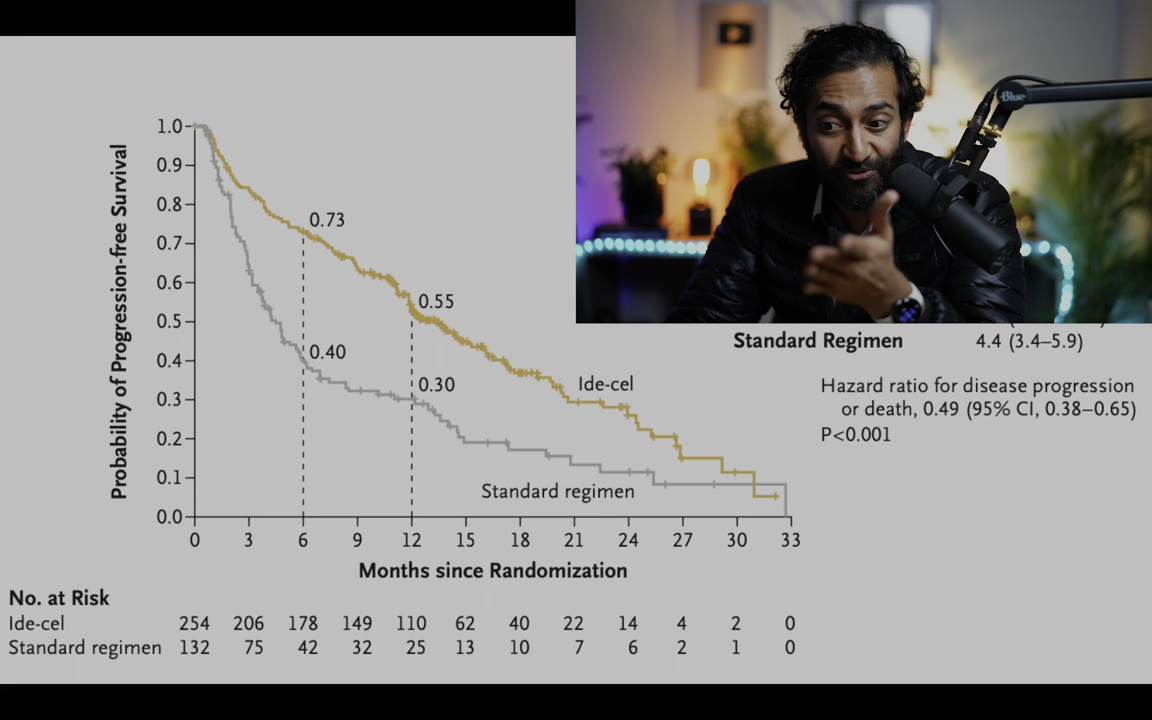 Blue
1.0
0.9
0.8
0.7
0.6
0.5
0.4
0.3
0.2
0.1
0.0
Probability of Progression-free Survival
0.73
0.55
0.40
0.30
Ide-cel
Standard regimen
0 3 6 9 12 15 18 21 24 27 30 33
Months since Randomization
Standard Regimen 4.4 (3.4–5.9)
Hazard ratio for disease progression
or death, 0.49 (95% CI, 0.38–0.65)
P<0.001
No. at Risk
Ide-cel 254 206 178 149 110 62 40 22 14 4 2 0
Standard regimen 132 75 42 32 25 13 10 7 6 2 1 0